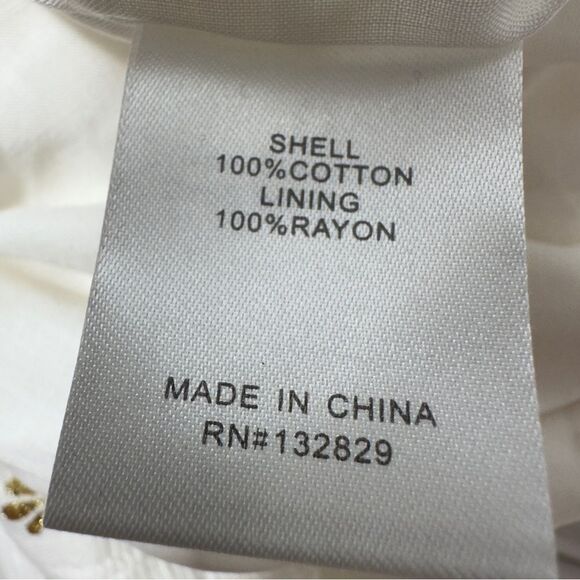 SHELL
100%COTTON
LINING
100%RAYON
MADE IN CHINA
RN#132829